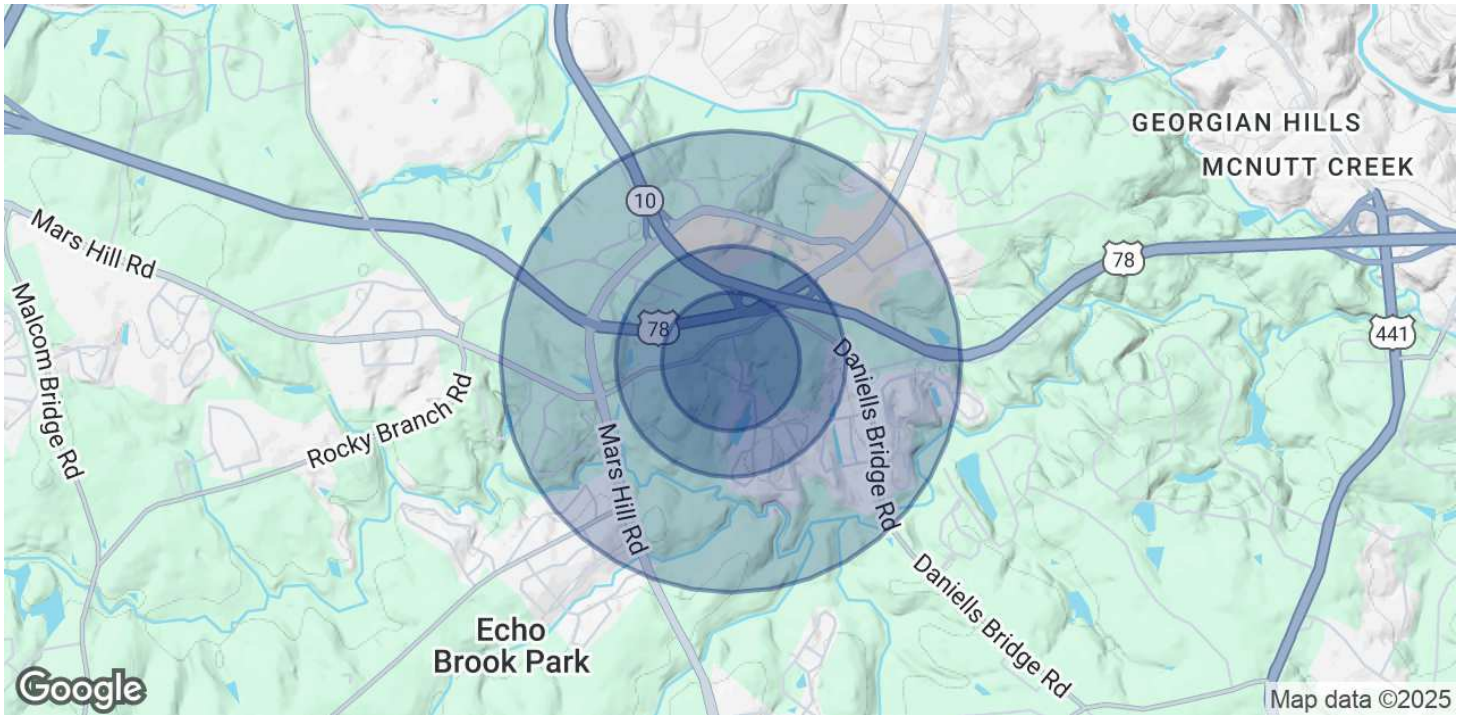 GEORGIAN HILLS
MCNUTT CREEK
10
Mars Hill Rd
78
Malcom Bridge Rd
78
441
Rocky Branch Rd
Daniells Bridge Rd
Mars Hill Rd
Daniells Bridge Rd
Echo
Brook Park
Google
Map data ©2025